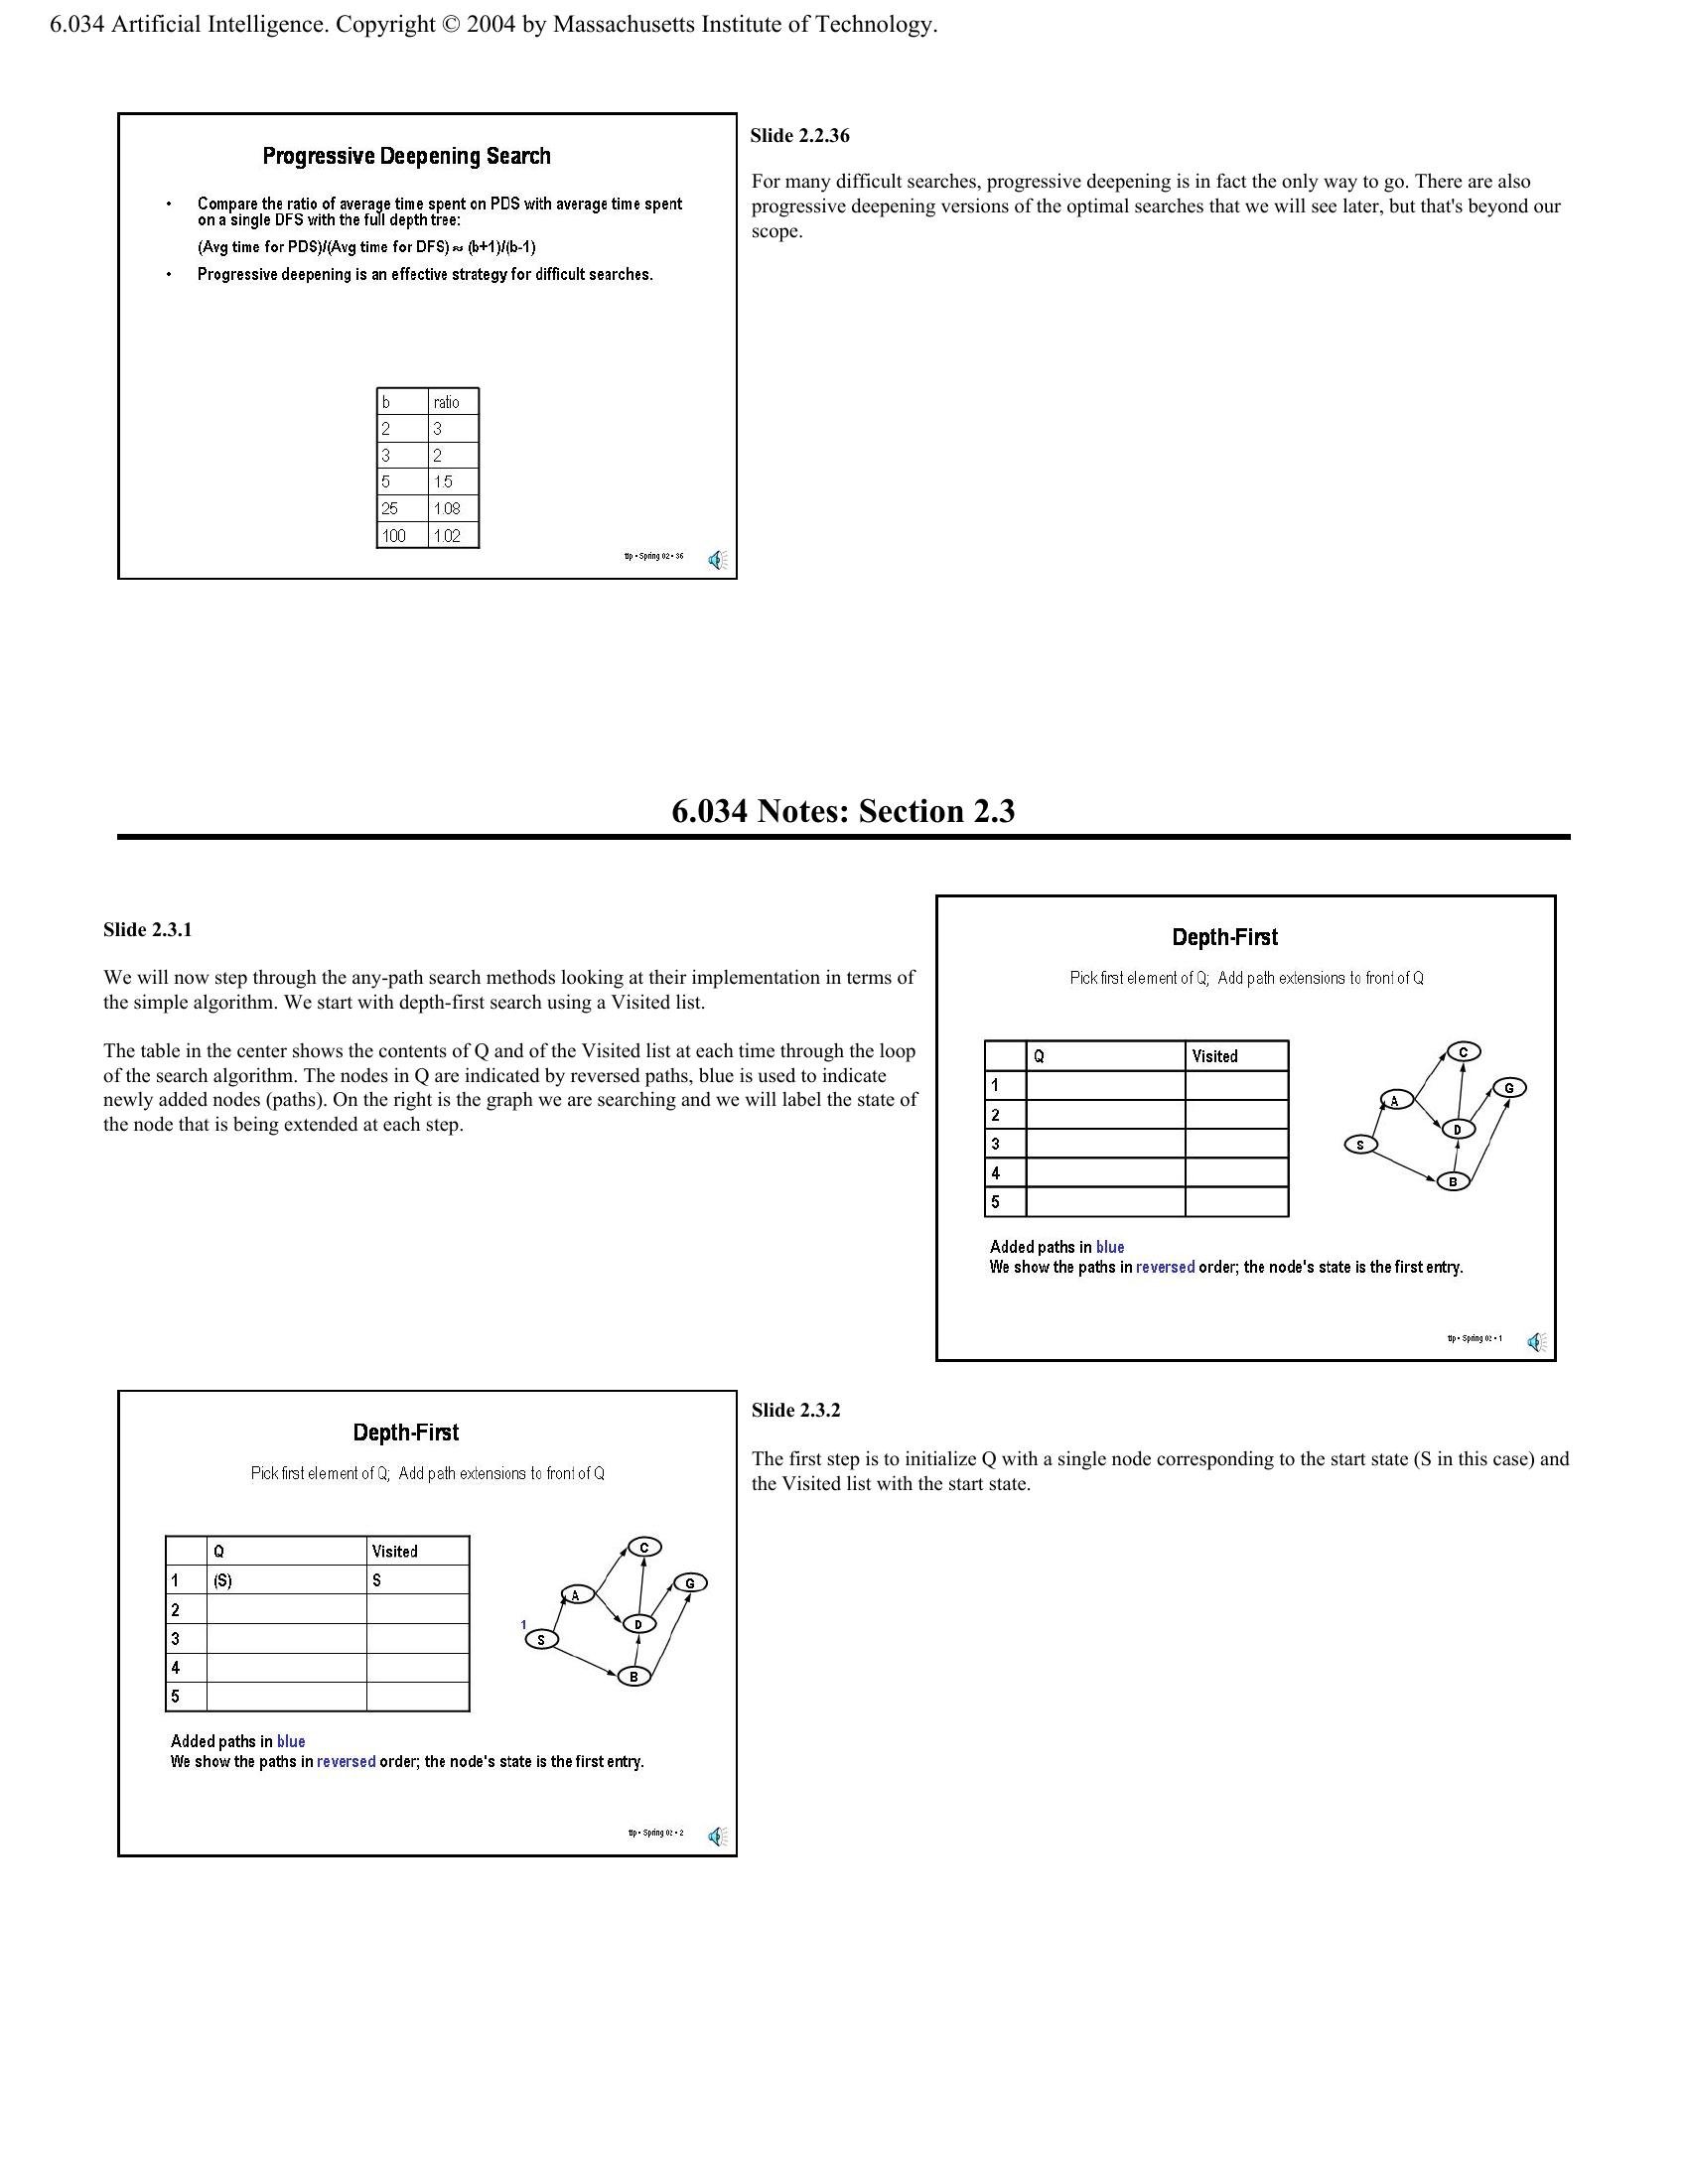 6.034 Artificial Intelligence. Copyright © 2004 by Massachusetts Institute of Technology.
Progressive Deepening Search
• Compare the ratio of average time spent on PDS with average time spent
on a single DFS with the full depth tree:
(Avg time for PDS)/(Avg time for DFS) ≈ (b+1)/(b-1)
• Progressive deepening is an effective strategy for difficult searches.
b ratio
2 3
3 2
5 1.5
25 1.08
100 1.02
tlp • Spring 02 • 36
Slide 2.2.36
For many difficult searches, progressive deepening is in fact the only way to go. There are also
progressive deepening versions of the optimal searches that we will see later, but that's beyond our
scope.
6.034 Notes: Section 2.3
Slide 2.3.1
We will now step through the any-path search methods looking at their implementation in terms of
the simple algorithm. We start with depth-first search using a Visited list.
The table in the center shows the contents of Q and of the Visited list at each time through the loop
of the search algorithm. The nodes in Q are indicated by reversed paths, blue is used to indicate
newly added nodes (paths). On the right is the graph we are searching and we will label the state of
the node that is being extended at each step.
Depth-First
Pick first element of Q; Add path extensions to front of Q
Q Visited
1
2
3
4
5
C
G
A
D
S
B
Added paths in blue
We show the paths in reversed order; the node's state is the first entry.
tlp • Spring 02 • 1
Depth-First
Pick first element of Q; Add path extensions to front of Q
Q Visited
1 (S) S
2
3
4
5
C
G
A
D
1
S
B
Added paths in blue
We show the paths in reversed order; the node's state is the first entry.
tlp • Spring 02 • 2
Slide 2.3.2
The first step is to initialize Q with a single node corresponding to the start state (S in this case) and
the Visited list with the start state.